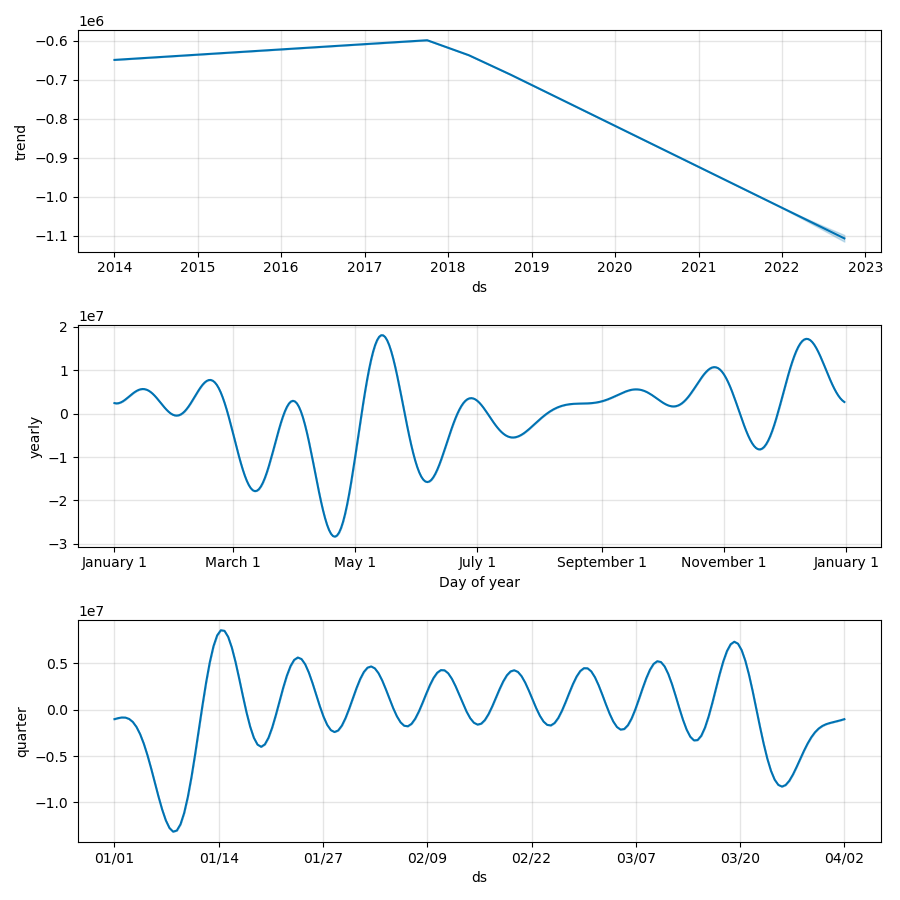 1e6
−0.6
−0.7
−0.8
−0.9
−1.0
−1.1
trend
2014 2015 2016 2017 2018 2019 2020 2021 2022 2023
ds
1e7
2
1
0
−1
−2
−3
yearly
January 1 March 1 May 1 July 1 September 1 November 1 January 1
Day of year
1e7
0.5
0.0
−0.5
−1.0
quarter
01/01 01/14 01/27 02/09 02/22 03/07 03/20 04/02
ds